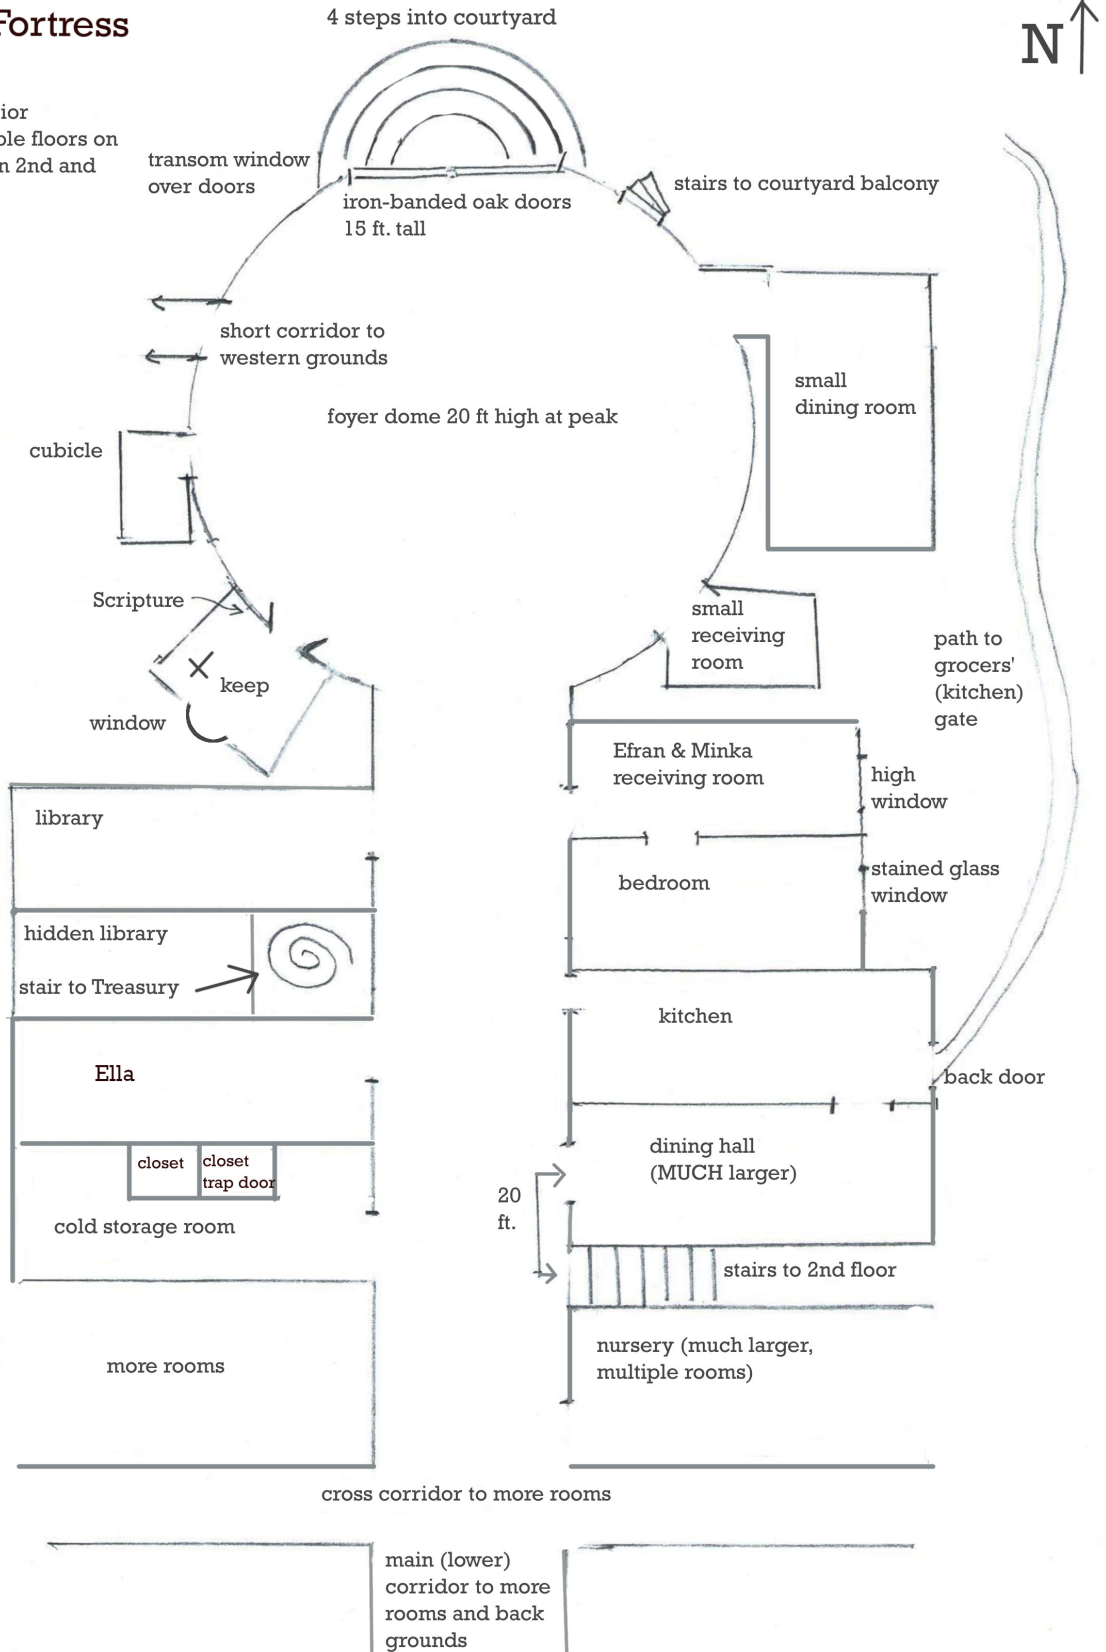 Fortress
4 steps into courtyard
N
ior
ple floors on
n 2nd and
transom window
over doors
iron-banded oak doors
15 ft. tall
stairs to courtyard balcony
short corridor to
western grounds
small
dining room
foyer dome 20 ft high at peak
cubicle
Scripture
keep
window
small
receiving
room
path to
grocers'
(kitchen)
gate
Efran & Minka
receiving room
high
window
library
bedroom
stained glass
window
hidden library
stair to Treasury
kitchen
Ella
back door
closet
closet
trap door
dining hall
(MUCH larger)
20
ft.
cold storage room
stairs to 2nd floor
more rooms
nursery (much larger,
multiple rooms)
cross corridor to more rooms
main (lower)
corridor to more
rooms and back
grounds